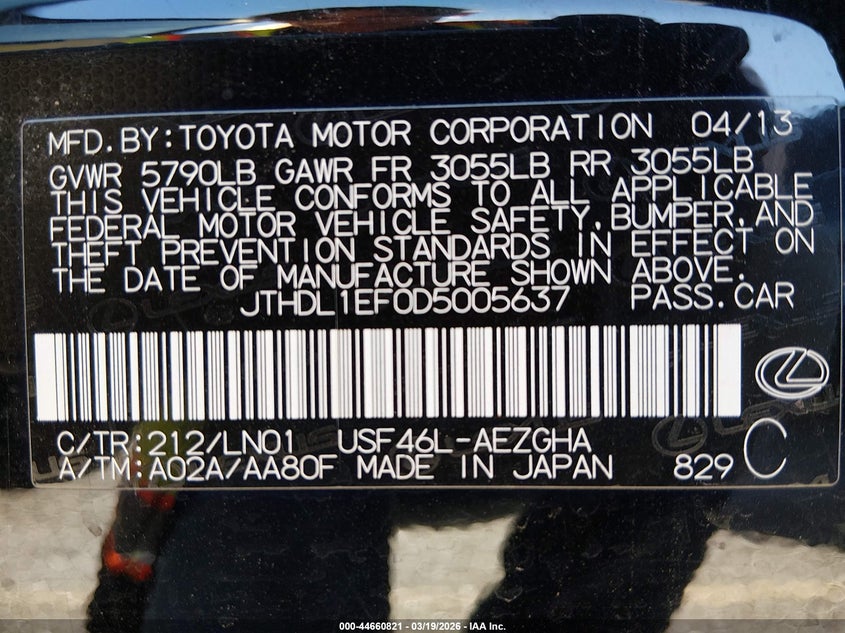 MFD.BY:TOYOTA MOTOR CORPORATION 04/13
GVWR 5790LB GAWR FR 3055LB RR 3055LB
THIS VEHICLE CONFORMS TO ALL APPLICABLE
FEDERAL MOTOR VEHICLE SAFETY,BUMPER,AND
THEFT PREVENTION STANDARDS IN EFFECT ON
THE DATE OF MANUFACTURE SHOWN ABOVE.
JTHDL1EF0D5005637 PASS.CAR
C/TR:212/LN01 USF46L-AEZGHA
A/TM:A02A/AA80F MADE IN JAPAN 829 C
000-44660821 - 03/19/2026 - IAA Inc.